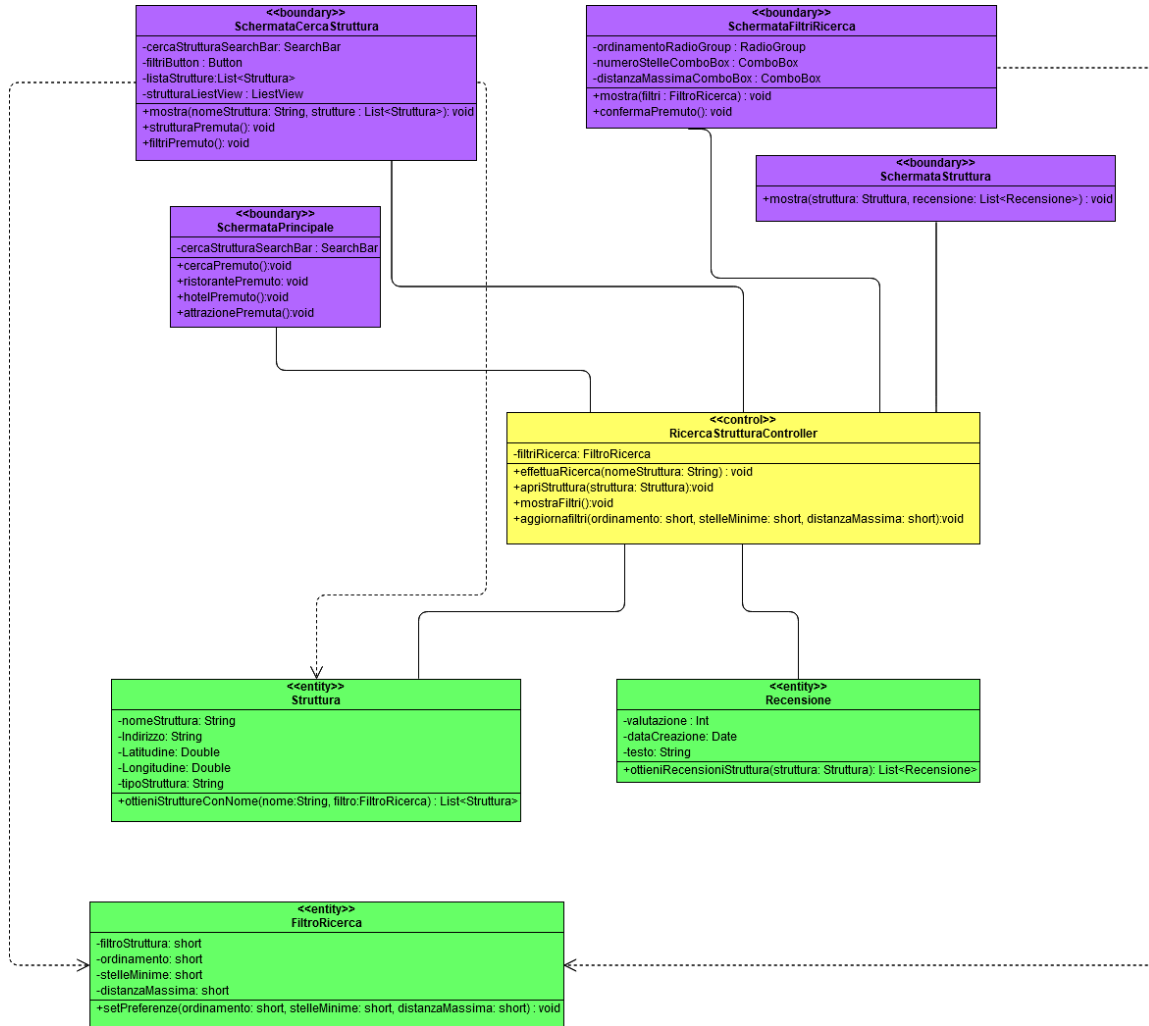 <<boundary>>
SchermataCercaStruttura
-cercaStrutturaSearchBar: SearchBar
-filtriButton : Button
-listaStrutture:List<Struttura>
-strutturaLiestView : LiestView
+mostra(nomeStruttura: String, strutture : List<Struttura>): void
+strutturaPremuta(): void
+filtriPremuto(): void
<<boundary>>
SchermataFiltriRicerca
-ordinamentoRadioGroup : RadioGroup
-numeroStelleComboBox : ComboBox
-distanzaMassimaComboBox : ComboBox
+mostra(filtri : FiltroRicerca) : void
+confermaPremuto(): void
<<boundary>>
SchermataStruttura
+mostra(struttura: Struttura, recensione: List<Recensione>) : void
<<boundary>>
SchermataPrincipale
-cercaStrutturaSearchBar : SearchBar
+cercaPremuto():void
+ristorantePremuto: void
+hotelPremuto():void
+attrazionePremuta():void
<<control>>
RicercaStrutturaController
-filtriRicerca: FiltroRicerca
+effettuaRicerca(nomeStruttura: String) : void
+apriStruttura(struttura: Struttura):void
+mostraFiltri():void
+aggiornafiltri(ordinamento: short, stelleMinime: short, distanzaMassima: short):void
<<entity>>
Struttura
-nomeStruttura: String
-Indirizzo: String
-Latitudine: Double
-Longitudine: Double
-tipoStruttura: String
+ottieniStruttureConNome(nome:String, filtro:FiltroRicerca) : List<Struttura>
<<entity>>
Recensione
-valutazione : Int
-dataCreazione: Date
-testo: String
+ottieniRecensioniStruttura(struttura: Struttura): List<Recensione>
<<entity>>
FiltroRicerca
-filtroStruttura: short
-ordinamento: short
-stelleMinime: short
-distanzaMassima: short
+setPreferenze(ordinamento: short, stelleMinime: short, distanzaMassima: short) : void